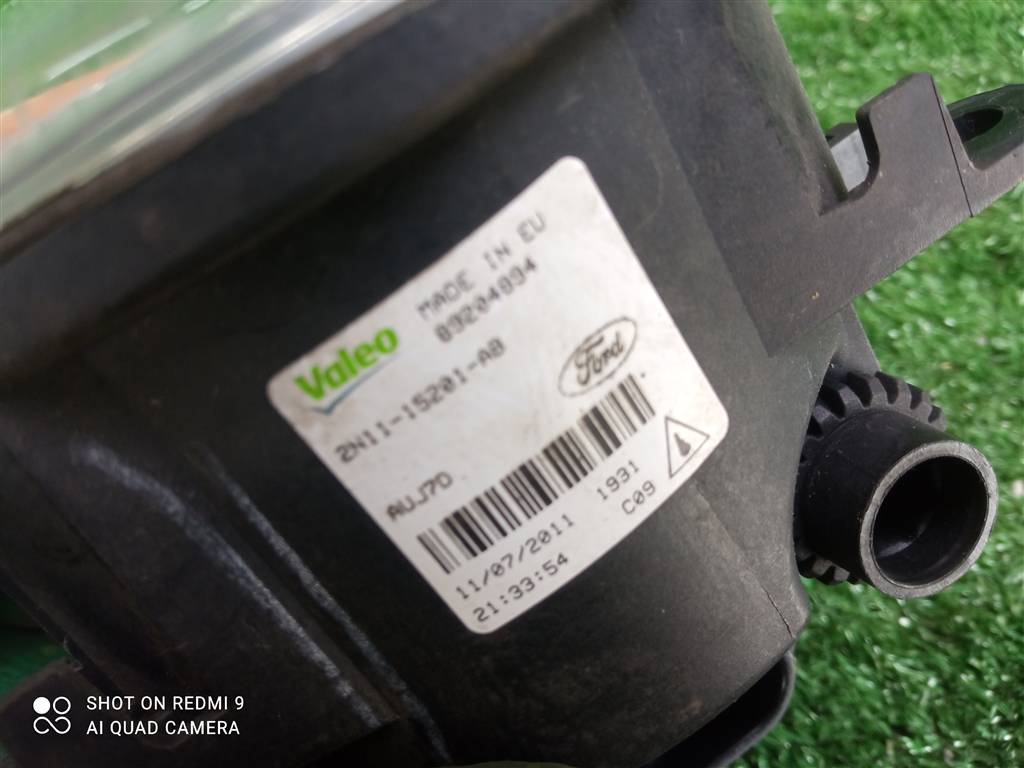 Valeo
MADE IN EU
89204894
2N11-15201-AB
Ford
AUJ7D
1931
C09
11/07/2011
21:33:54
SHOT ON REDMI 9
AI QUAD CAMERA